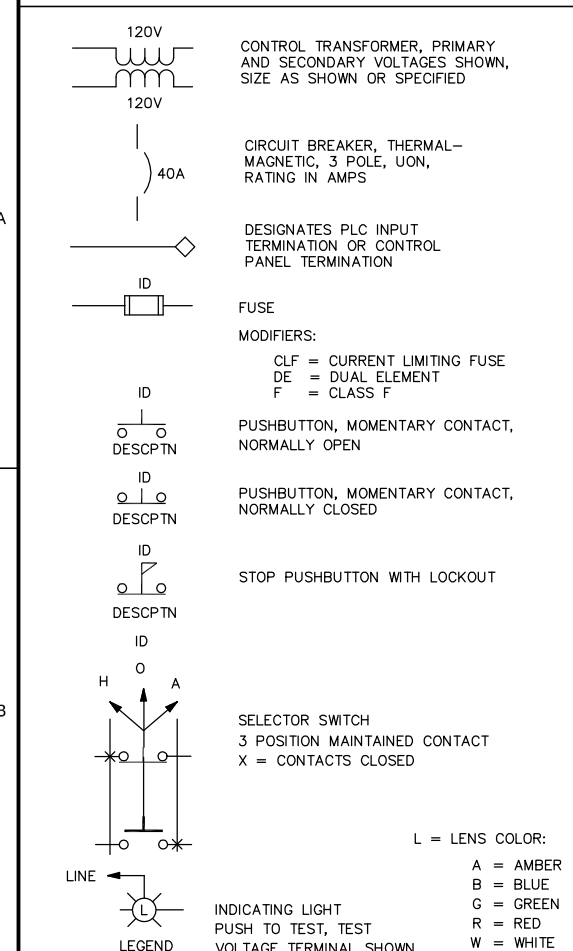 120V
120V
CONTROL TRANSFORMER, PRIMARY
AND SECONDARY VOLTAGES SHOWN,
SIZE AS SHOWN OR SPECIFIED
40A
CIRCUIT BREAKER, THERMAL-
MAGNETIC, 3 POLE, UON,
RATING IN AMPS
A
DESIGNATES PLC INPUT
TERMINATION OR CONTROL
PANEL TERMINATION
ID
FUSE
MODIFIERS:
CLF = CURRENT LIMITING FUSE
DE = DUAL ELEMENT
F = CLASS F
ID
DESCPTN
PUSHBUTTON, MOMENTARY CONTACT,
NORMALLY OPEN
ID
DESCPTN
PUSHBUTTON, MOMENTARY CONTACT,
NORMALLY CLOSED
ID
DESCPTN
STOP PUSHBUTTON WITH LOCKOUT
ID
H O A
B
SELECTOR SWITCH
3 POSITION MAINTAINED CONTACT
X = CONTACTS CLOSED
LINE
L
LEGEND
INDICATING LIGHT
PUSH TO TEST, TEST
VOLTAGE TERMINAL SHOWN
L = LENS COLOR:
A = AMBER
B = BLUE
G = GREEN
R = RED
W = WHITE